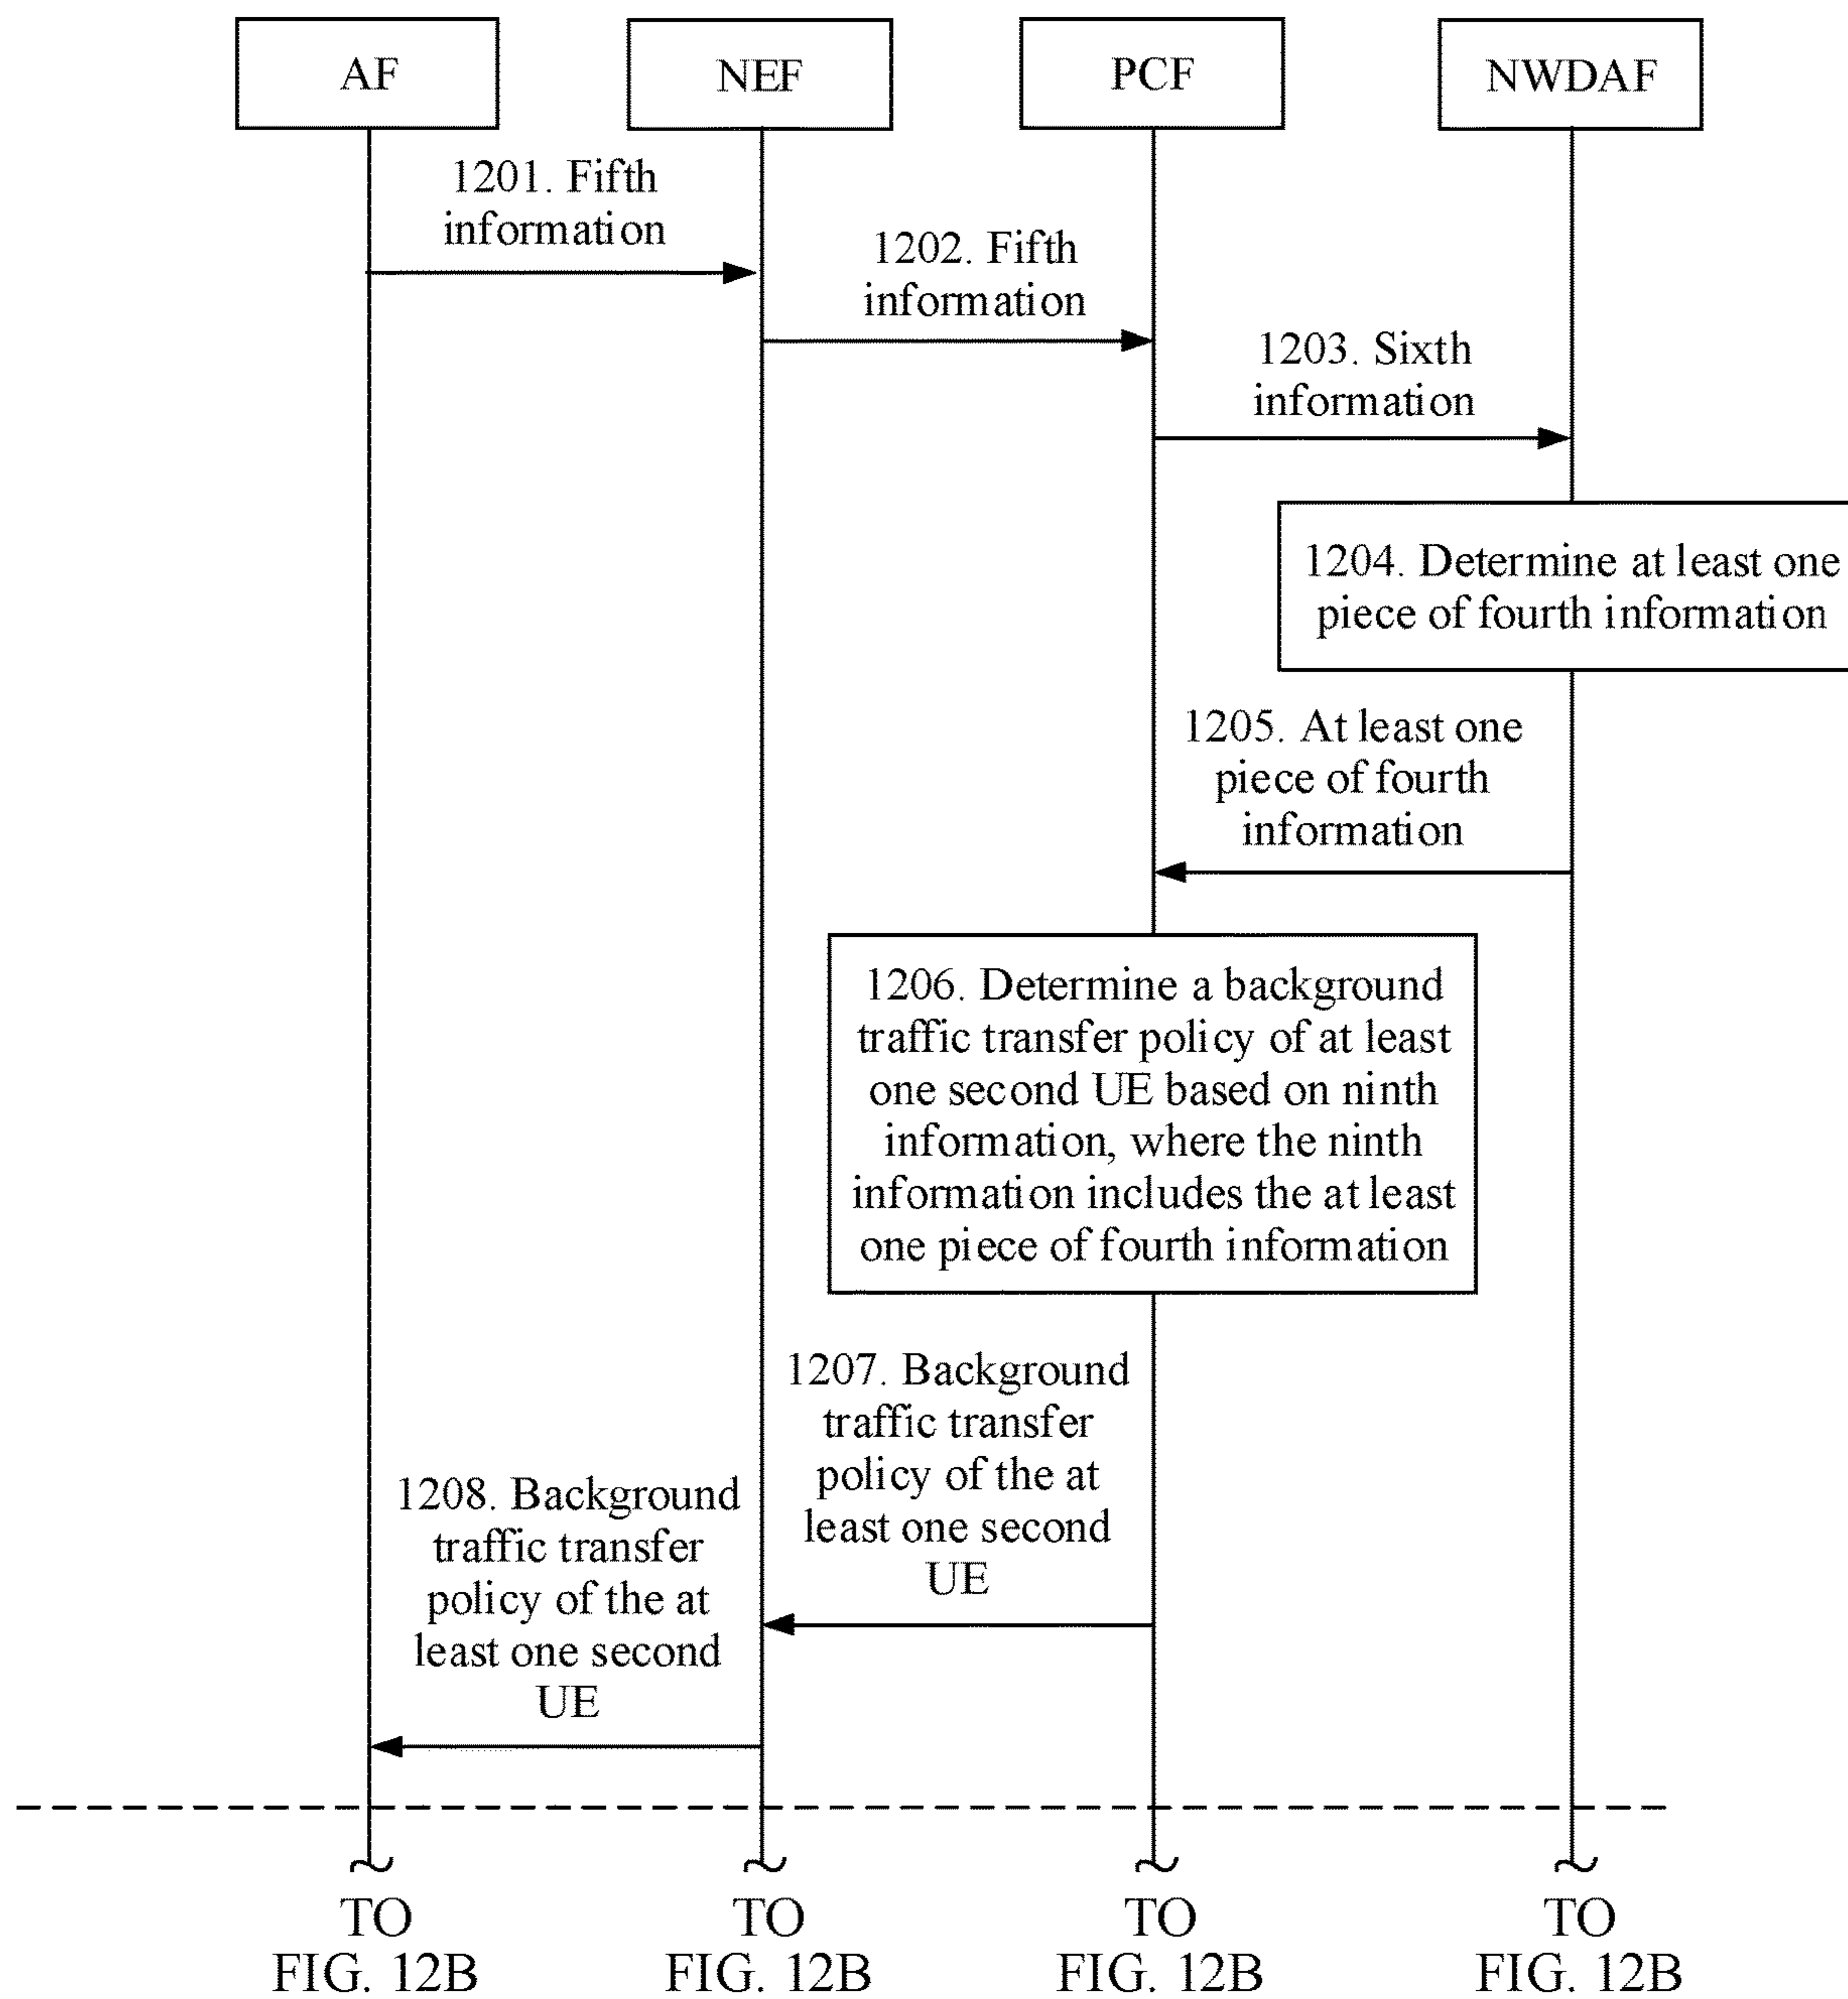 AF
NEF
PCF
NWDAF
1201. Fifth
information
1202. Fifth
information
1203. Sixth
information
1204. Determine at least one
piece of fourth information
1205. At least one
piece of fourth
information
1206. Determine a background
traffic transfer policy of at least
one second UE based on ninth
information, where the ninth
information includes the at least
one piece of fourth information
1207. Background
traffic transfer
policy of the at
least one second
UE
1208. Background
traffic transfer
policy of the at
least one second
UE
TO
FIG. 12B
TO
FIG. 12B
TO
FIG. 12B
TO
FIG. 12B